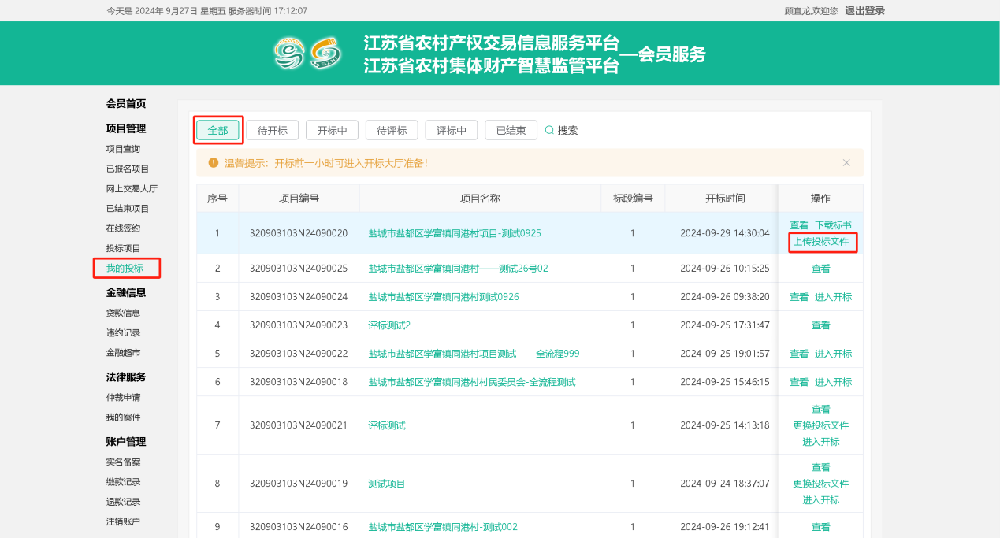 今天是 2024年 9月27日 星期五 服务器时间 17:12:07
顾宜龙,欢迎您 退出登录
江苏省农村产权交易信息服务平台
江苏省农村集体财产智慧监管平台
—会员服务
会员首页
项目管理
项目查询
已报名项目
网上交易大厅
已结束项目
在线签约
投标项目
我的投标
金融信息
贷款信息
违约记录
金融超市
法律服务
仲裁申请
我的案件
账户管理
实名备案
缴款记录
退款记录
注销账户
全部 待开标 开标中 待评标 评标中 已结束 搜索
温馨提示：开标前一小时可进入开标大厅准备！
序号 项目编号 项目名称 标段编号 开标时间 操作
1 320903103N24090020 盐城市盐都区学富镇同港村项目-测试0925 1 2024-09-29 14:30:04 查看 下载标书
上传投标文件
2 320903103N24090025 盐城市盐都区学富镇同港村——测试26号02 1 2024-09-26 10:15:25 查看
3 320903103N24090024 盐城市盐都区学富镇同港村测试0926 1 2024-09-26 09:38:20 查看 进入开标
4 320903103N24090023 评标测试2 1 2024-09-25 17:31:47 查看
5 320903103N24090022 盐城市盐都区学富镇同港村项目测试——全流程999 1 2024-09-25 19:01:57 查看 进入开标
6 320903103N24090018 盐城市盐都区学富镇同港村村民委员会-全流程测试 1 2024-09-25 15:46:15 查看 进入开标
7 320903103N24090021 评标测试 1 2024-09-25 14:13:18 查看
更换投标文件
进入开标
8 320903103N24090019 测试项目 1 2024-09-24 18:37:07 查看
更换投标文件
进入开标
9 320903103N24090016 盐城市盐都区学富镇同港村-测试002 1 2024-09-26 19:12:41 查看